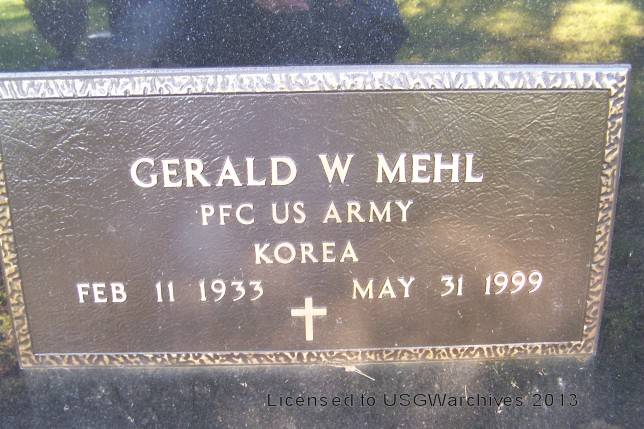 GERALD W MEHL
PFC US ARMY
KOREA
FEB 11 1933 MAY 31 1999
Licensed to USGWarchives 2013